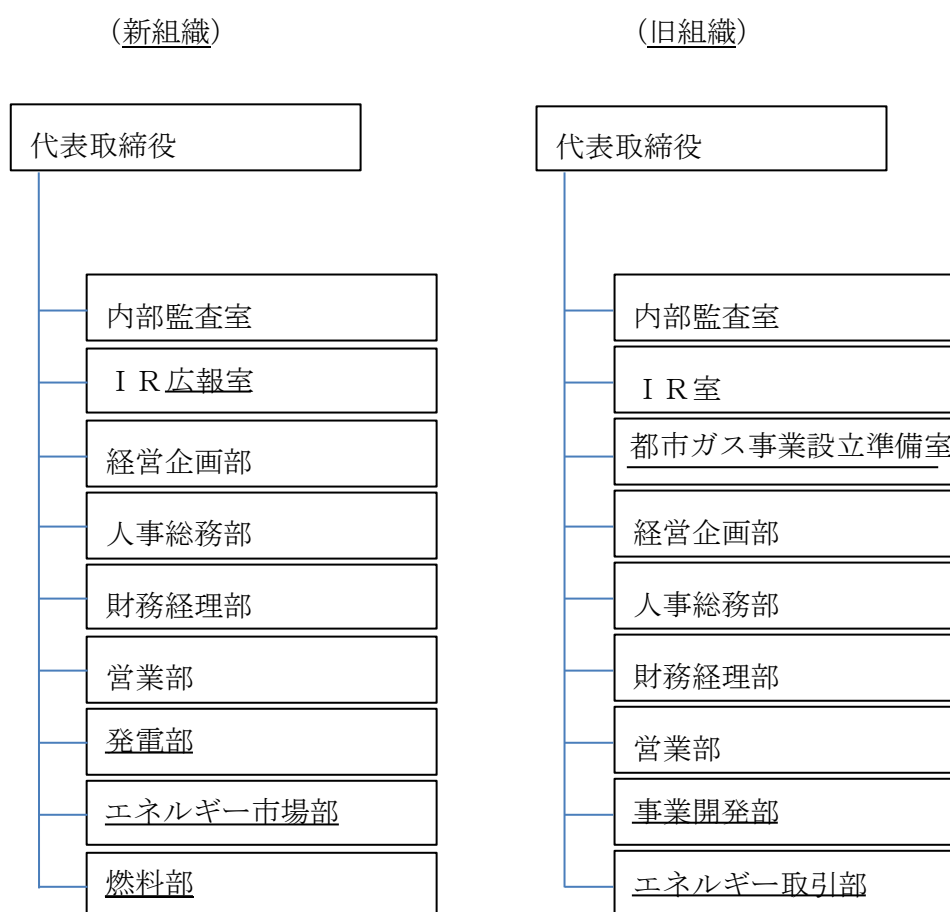 (新組織)
代表取締役
内部監査室
ＩＲ広報室
経営企画部
人事総務部
財務経理部
営業部
発電部
エネルギー市場部
燃料部
(旧組織)
代表取締役
内部監査室
ＩＲ室
都市ガス事業設立準備室
経営企画部
人事総務部
財務経理部
営業部
事業開発部
エネルギー取引部